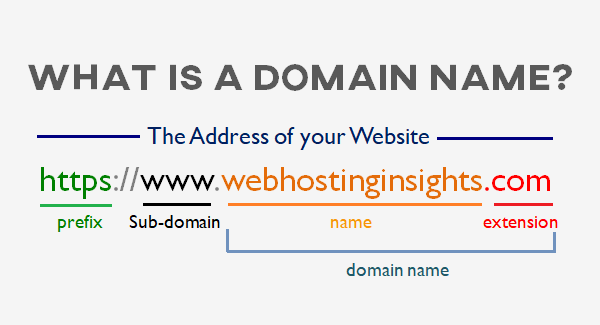 WHAT IS A DOMAIN NAME?
The Address of your Website
https://www.webhostinginsights.com
prefix Sub-domain name extension
domain name